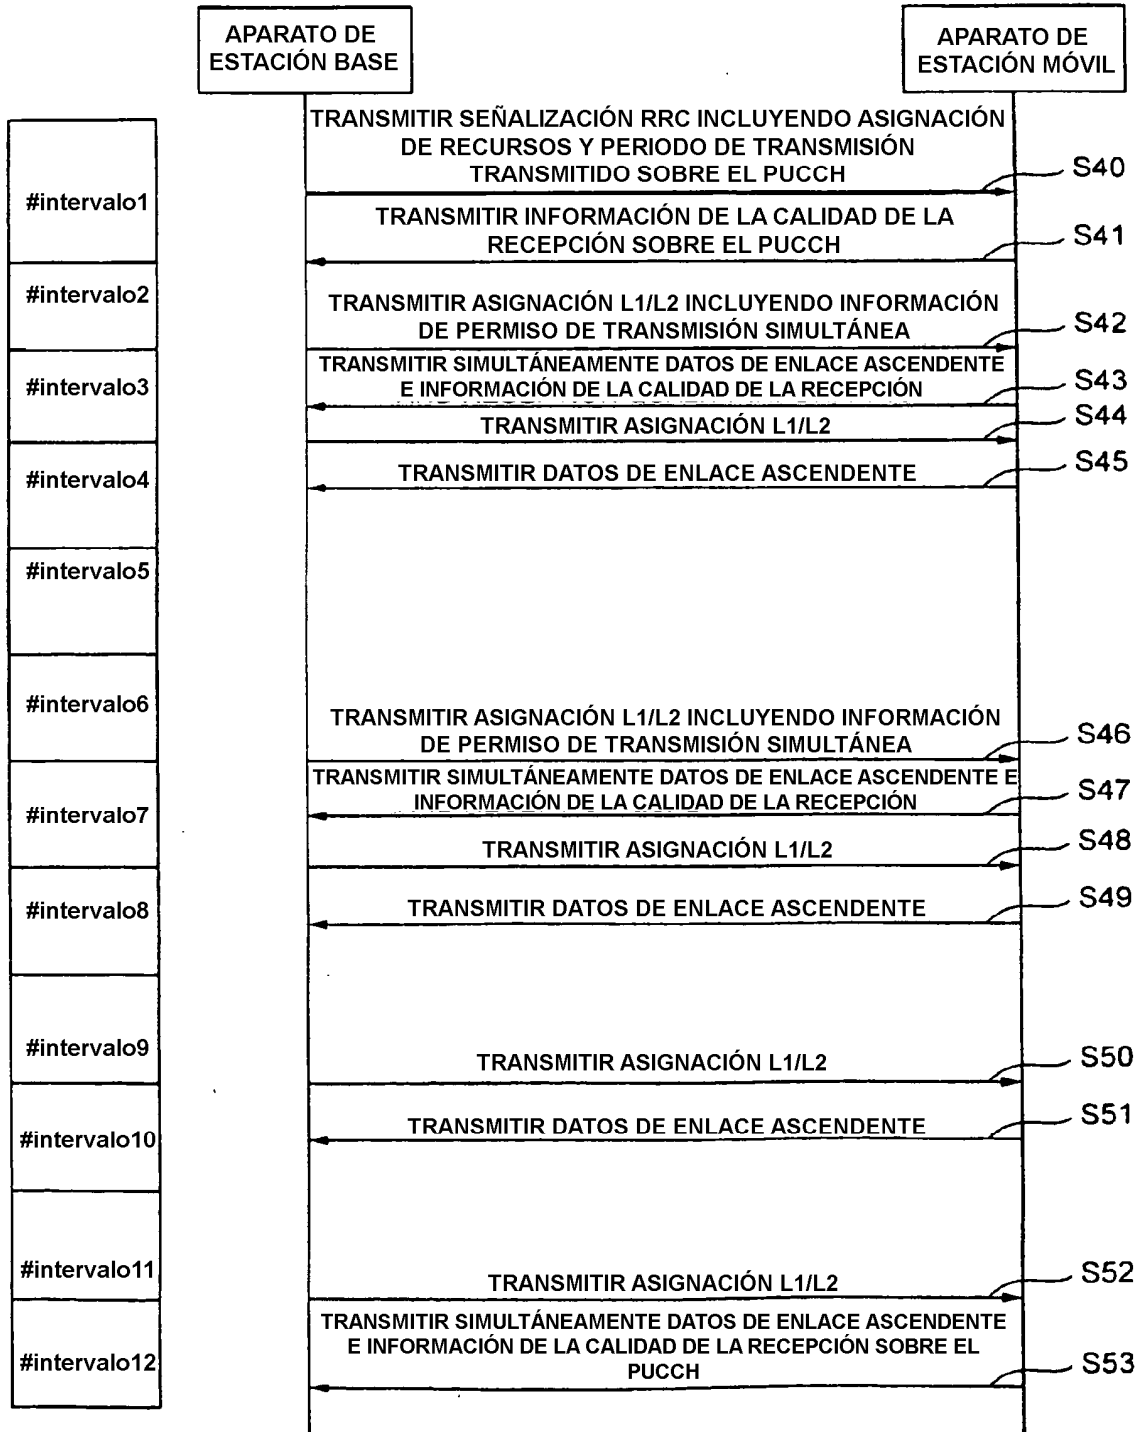 APARATO DE
ESTACIÓN BASE
APARATO DE
ESTACIÓN MÓVIL
#intervalo1
TRANSMITIR SEÑALIZACIÓN RRC INCLUYENDO ASIGNACIÓN
DE RECURSOS Y PERIODO DE TRANSMISIÓN
TRANSMITIDO SOBRE EL PUCCH
S40
TRANSMITIR INFORMACIÓN DE LA CALIDAD DE LA
RECEPCIÓN SOBRE EL PUCCH
S41
#intervalo2
TRANSMITIR ASIGNACIÓN L1/L2 INCLUYENDO INFORMACIÓN
DE PERMISO DE TRANSMISIÓN SIMULTÁNEA
S42
#intervalo3
TRANSMITIR SIMULTÁNEAMENTE DATOS DE ENLACE ASCENDENTE
E INFORMACIÓN DE LA CALIDAD DE LA RECEPCIÓN
S43
TRANSMITIR ASIGNACIÓN L1/L2
S44
#intervalo4
TRANSMITIR DATOS DE ENLACE ASCENDENTE
S45
#intervalo5
#intervalo6
TRANSMITIR ASIGNACIÓN L1/L2 INCLUYENDO INFORMACIÓN
DE PERMISO DE TRANSMISIÓN SIMULTÁNEA
S46
#intervalo7
TRANSMITIR SIMULTÁNEAMENTE DATOS DE ENLACE ASCENDENTE E
INFORMACIÓN DE LA CALIDAD DE LA RECEPCIÓN
S47
TRANSMITIR ASIGNACIÓN L1/L2
S48
#intervalo8
TRANSMITIR DATOS DE ENLACE ASCENDENTE
S49
#intervalo9
TRANSMITIR ASIGNACIÓN L1/L2
S50
#intervalo10
TRANSMITIR DATOS DE ENLACE ASCENDENTE
S51
#intervalo11
TRANSMITIR ASIGNACIÓN L1/L2
S52
#intervalo12
TRANSMITIR SIMULTÁNEAMENTE DATOS DE ENLACE ASCENDENTE
E INFORMACIÓN DE LA CALIDAD DE LA RECEPCIÓN SOBRE EL
PUCCH
S53